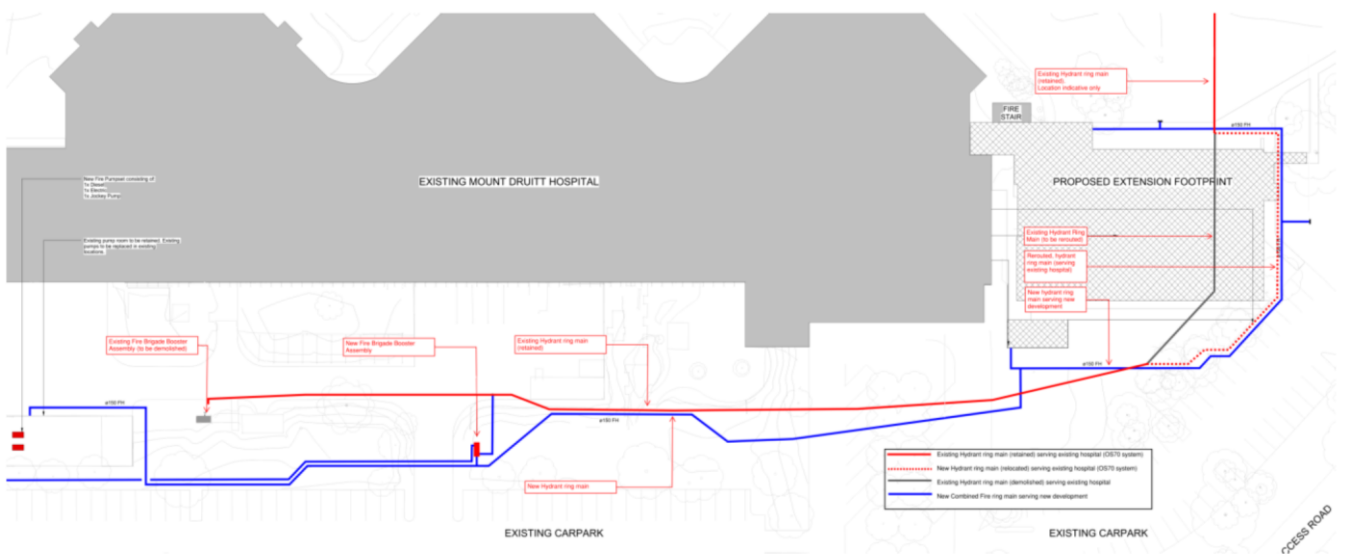 Existing Hydrant ring main
(retained).
Location indicative only
FIRE
STAIR
ø150 FH
EXISTING MOUNT DRUITT HOSPITAL
PROPOSED EXTENSION FOOTPRINT
New Fire Pumpset consisting of:
1x Diesel
1x Electric
1x Jockey Pump
Existing pump room to be retained. Existing
pumps to be replaced in existing
locations.
Existing Hydrant Ring
Main (to be rerouted)
Rerouted, hydrant
ring main (serving
existing hospital)
New hydrant ring
main serving new
development
Existing Fire Brigade Booster
Assembly (to be demolished)
New Fire Brigade Booster
Assembly
Existing Hydrant ring main
(retained)
ø150 FH
ø150 FH
ø150 FH
New Hydrant ring main
Existing Hydrant ring main (retained) serving existing hospital (OS70 system)
New Hydrant ring main (relocated) serving existing hospital (OS70 system)
Existing Hydrant ring main (demolished) serving existing hospital
New Combined Fire ring main serving new development
EXISTING CARPARK
EXISTING CARPARK
CCESS ROAD